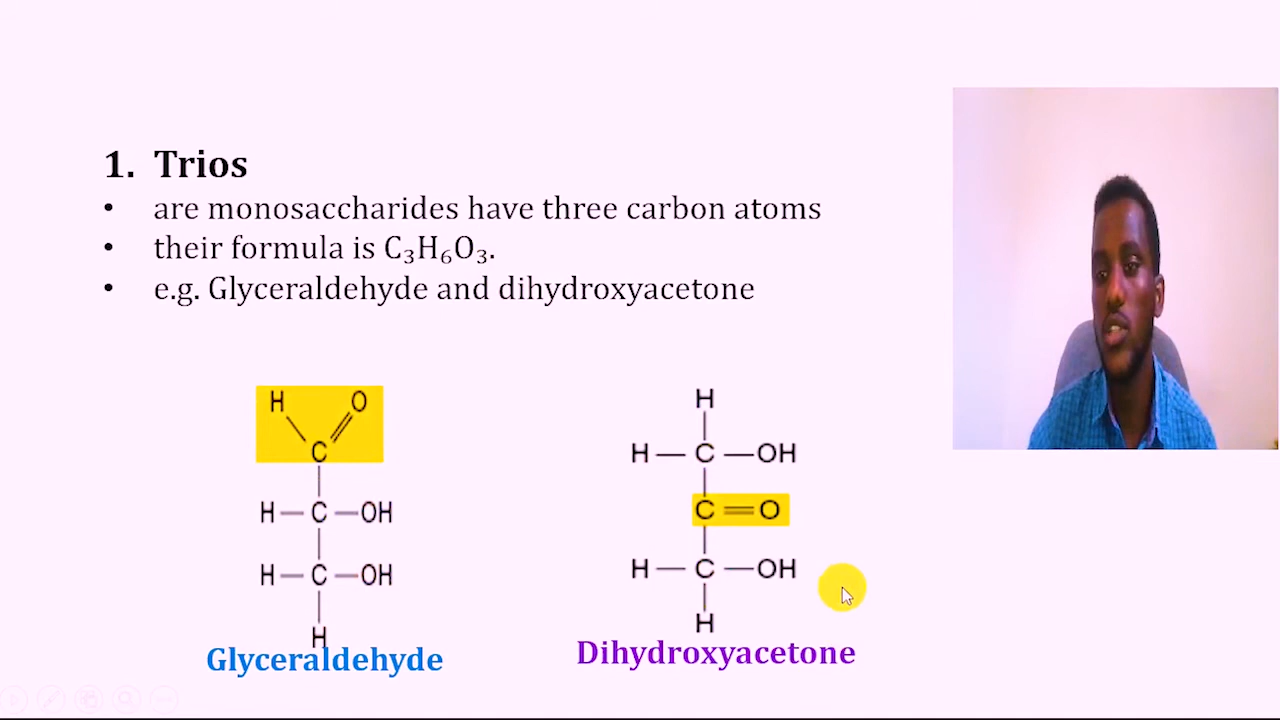 1. Trios
• are monosaccharides have three carbon atoms
• their formula is C₃H₆O₃.
• e.g. Glyceraldehyde and dihydroxyacetone
H O
C
H — C — OH
H — C — OH
H
Glyceraldehyde
H
H — C — OH
C = O
H — C — OH
H
Dihydroxyacetone